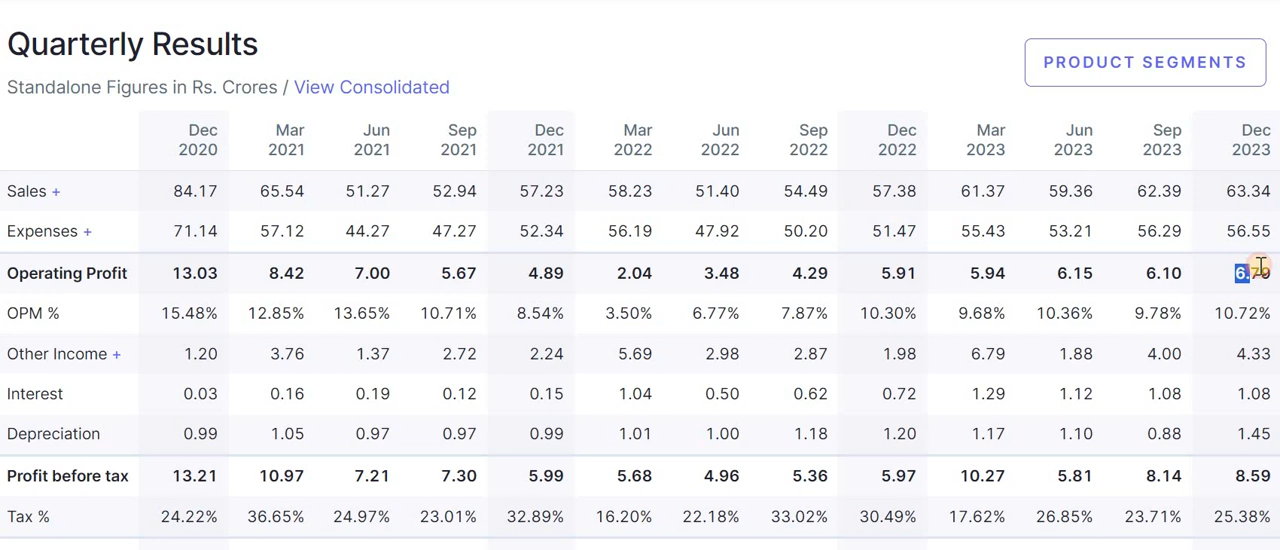 Quarterly Results
PRODUCT SEGMENTS
Standalone Figures in Rs. Crores / View Consolidated
Dec 2020 Mar 2021 Jun 2021 Sep 2021 Dec 2021 Mar 2022 Jun 2022 Sep 2022 Dec 2022 Mar 2023 Jun 2023 Sep 2023 Dec 2023
Sales + 84.17 65.54 51.27 52.94 57.23 58.23 51.40 54.49 57.38 61.37 59.36 62.39 63.34
Expenses + 71.14 57.12 44.27 47.27 52.34 56.19 47.92 50.20 51.47 55.43 53.21 56.29 56.55
Operating Profit 13.03 8.42 7.00 5.67 4.89 2.04 3.48 4.29 5.91 5.94 6.15 6.10 6.79
OPM % 15.48% 12.85% 13.65% 10.71% 8.54% 3.50% 6.77% 7.87% 10.30% 9.68% 10.36% 9.78% 10.72%
Other Income + 1.20 3.76 1.37 2.72 2.24 5.69 2.98 2.87 1.98 6.79 1.88 4.00 4.33
Interest 0.03 0.16 0.19 0.12 0.15 1.04 0.50 0.62 0.72 1.29 1.12 1.08 1.08
Depreciation 0.99 1.05 0.97 0.97 0.99 1.01 1.00 1.18 1.20 1.17 1.10 0.88 1.45
Profit before tax 13.21 10.97 7.21 7.30 5.99 5.68 4.96 5.36 5.97 10.27 5.81 8.14 8.59
Tax % 24.22% 36.65% 24.97% 23.01% 32.89% 16.20% 22.18% 33.02% 30.49% 17.62% 26.85% 23.71% 25.38%